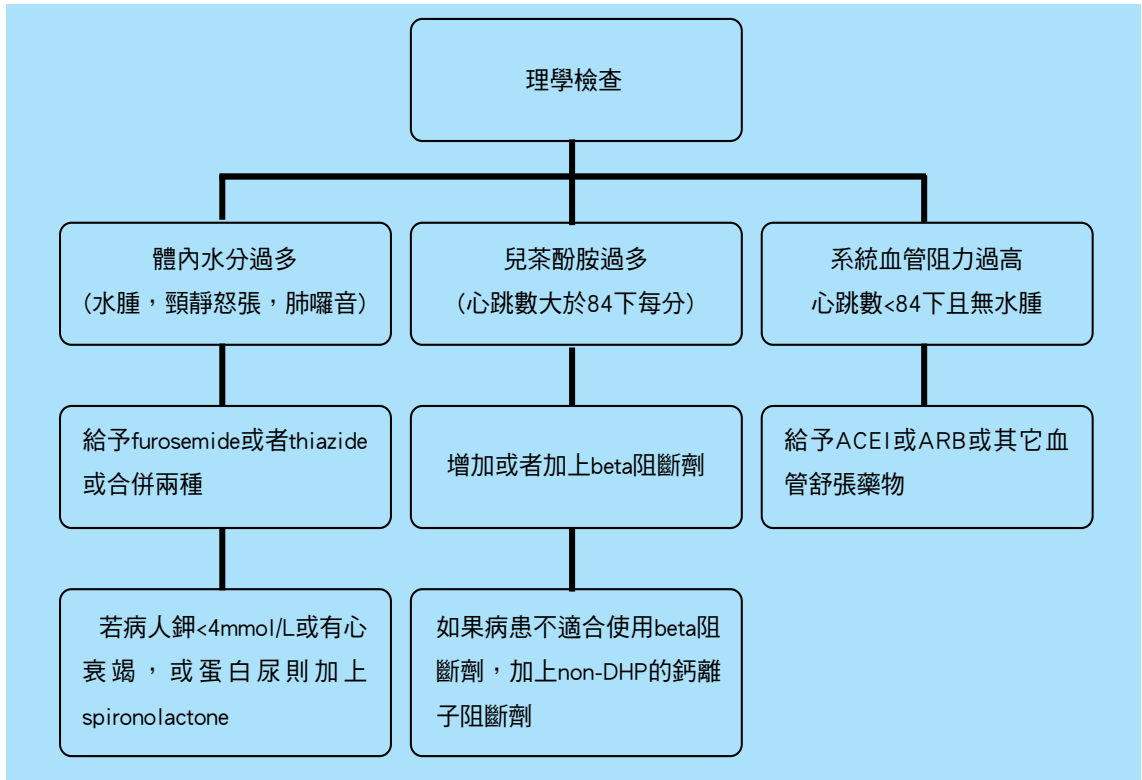 理學檢查
體內水分過多
(水腫，頸靜怒張，肺囉音)
兒茶酚胺過多
(心跳數大於84下每分)
系統血管阻力過高
心跳數<84下且無水腫
給予furosemide或者thiazide
或合併兩種
增加或者加上beta阻斷劑
給予ACEI或ARB或其它血
管舒張藥物
若病人鉀<4mmol/L或有心
衰竭，或蛋白尿則加上
spironolactone
如果病患不適合使用beta阻
斷劑，加上non-DHP的鈣離
子阻斷劑